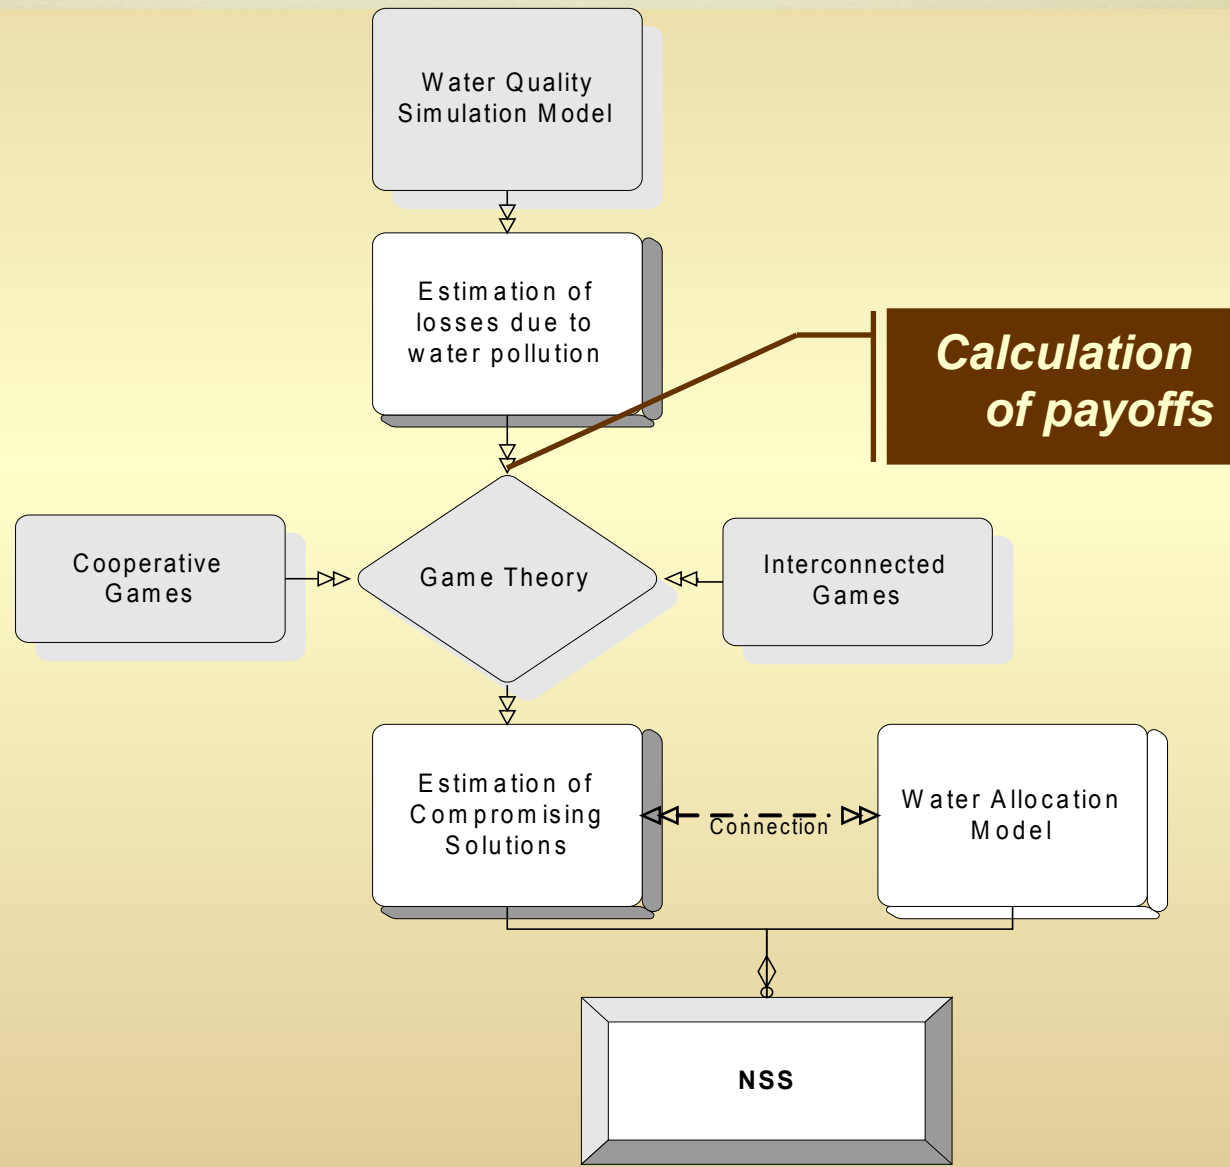 Water Quality
Simulation Model
Estimation of
losses due to
water pollution
Calculation
of payoffs
Cooperative
Games
Game Theory
Interconnected
Games
Estimation of
Compromising
Solutions
Connection
Water Allocation
Model
NSS